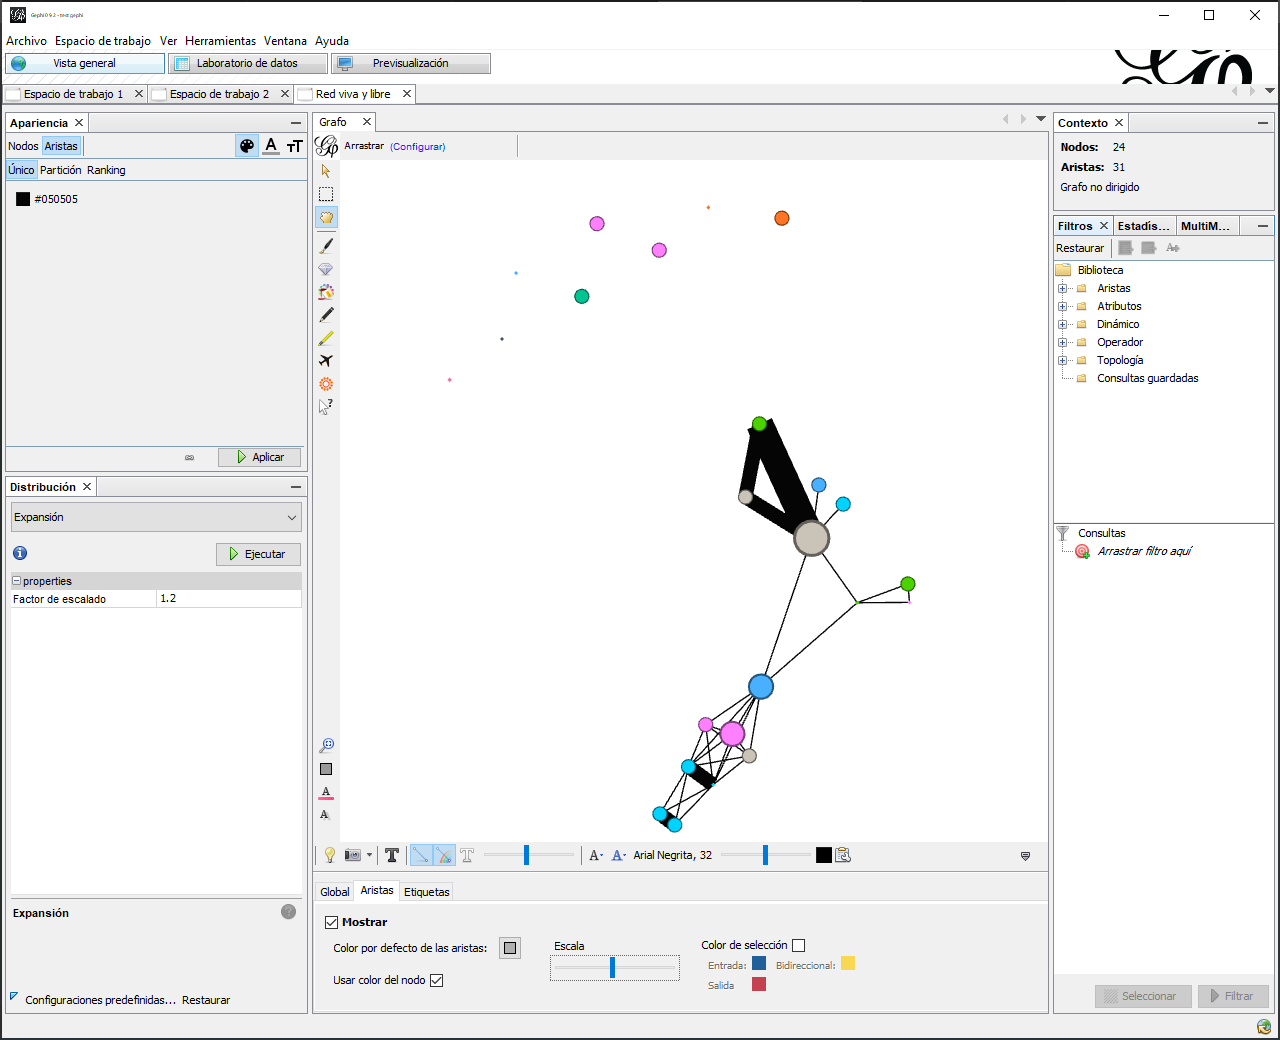 Gephi 0.9.2 - test.gephi
Archivo Espacio de trabajo Ver Herramientas Ventana Ayuda
Vista general Laboratorio de datos Previsualización
Espacio de trabajo 1 Espacio de trabajo 2 Red viva y libre
Apariencia
Nodos Aristas
Único Partición Ranking
#050505
Aplicar
Distribución
Expansión
Ejecutar
properties
Factor de escalado 1.2
Expansión
Configuraciones predefinidas... Restaurar
Grafo
Arrastrar (Configurar)
Arial Negrita, 32
Global Aristas Etiquetas
Mostrar
Color por defecto de las aristas:
Usar color del nodo
Escala
Color de selección
Entrada: Bidireccional:
Salida
Contexto
Nodos: 24
Aristas: 31
Grafo no dirigido
Filtros Estadís... MultiM...
Restaurar
Biblioteca
Aristas
Atributos
Dinámico
Operador
Topología
Consultas guardadas
Consultas
Arrastrar filtro aquí
Seleccionar Filtrar